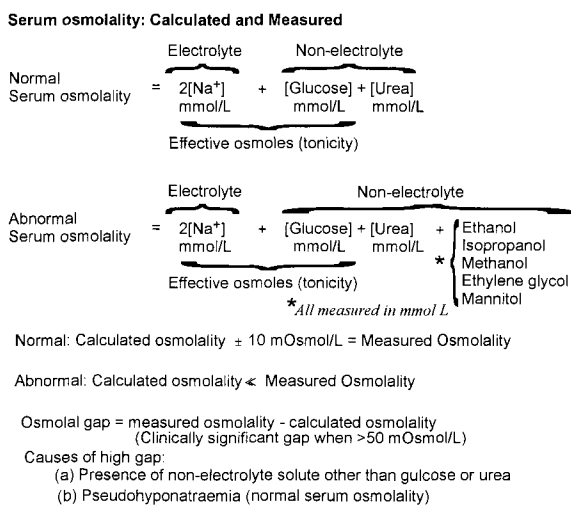 Serum osmolality: Calculated and Measured
Electrolyte Non-electrolyte
Normal
Serum osmolality = 2[Na⁺] + [Glucose] + [Urea]
mmol/L mmol/L mmol/L
Effective osmoles (tonicity)
Electrolyte Non-electrolyte
Abnormal
Serum osmolality = 2[Na⁺] + [Glucose] + [Urea] + Ethanol
mmol/L mmol/L mmol/L * Isopropanol
Methanol
Effective osmoles (tonicity) Ethylene glycol
*All measured in mmol L Mannitol
Normal: Calculated osmolality ± 10 mOsmol/L = Measured Osmolality
Abnormal: Calculated osmolality ≪ Measured Osmolality
Osmolal gap = measured osmolality - calculated osmolality
(Clinically significant gap when >50 mOsmol/L)
Causes of high gap:
(a) Presence of non-electrolyte solute other than gulcose or urea
(b) Pseudohyponatraemia (normal serum osmolality)